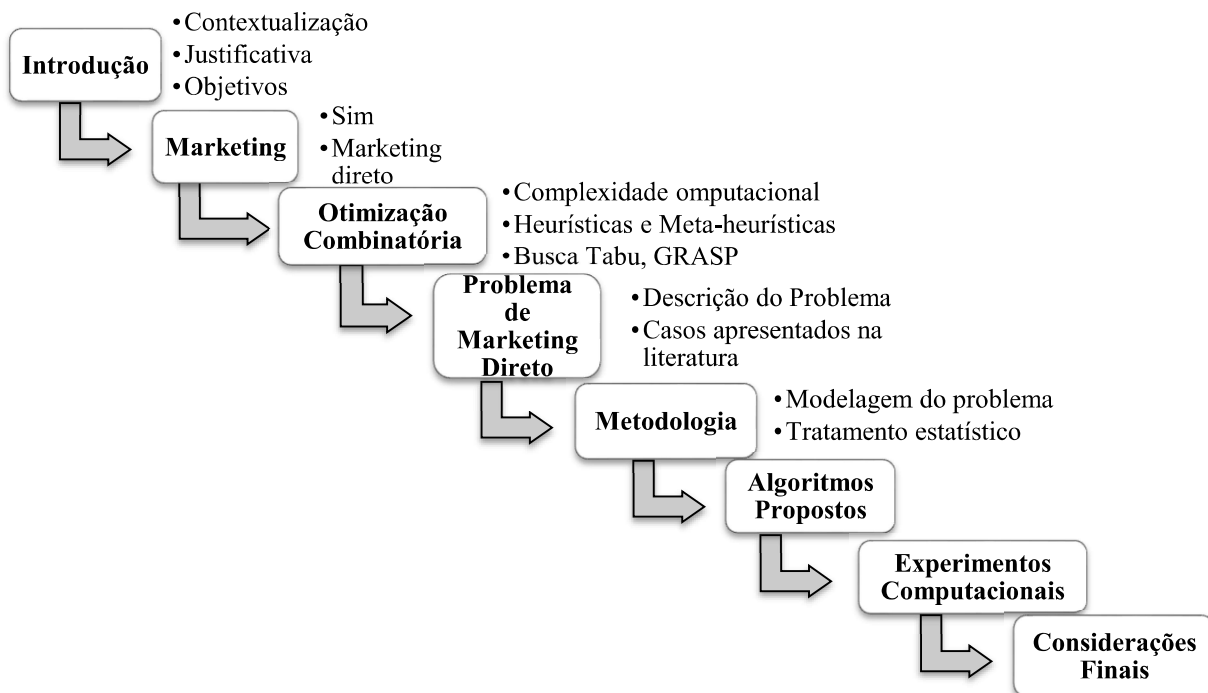 Introdução
•Contextualização
•Justificativa
•Objetivos
Marketing
•Sim
•Marketing
direto
Otimização
Combinatória
•Complexidade omputacional
•Heurísticas e Meta-heurísticas
•Busca Tabu, GRASP
Problema
de
Marketing
Direto
•Descrição do Problema
•Casos apresentados na
literatura
Metodologia
•Modelagem do problema
•Tratamento estatístico
Algoritmos
Propostos
Experimentos
Computacionais
Considerações
Finais